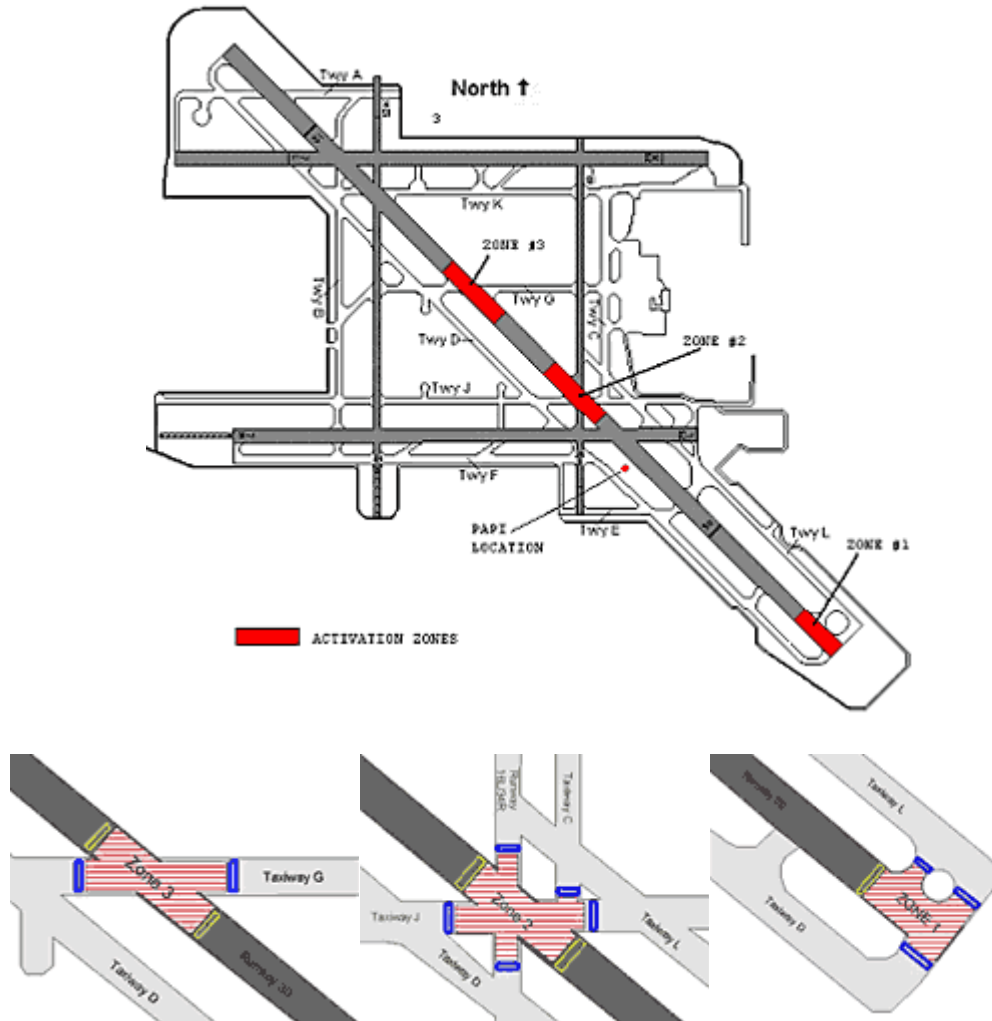 Twy A
North ↑
3
Twy K
ZONE #3
Twy B
Twy G
Twy C
Twy D
ZONE #2
Twy J
Twy F
PAPI
LOCATION
Twy E
Twy L
ZONE #1
ACTIVATION ZONES
Zone 3
Taxiway G
Taxiway D
Runway 30
Taxiway C
Taxiway J
Zone 2
Taxiway L
Taxiway D
Taxiway L
ZONE 1
Taxiway D